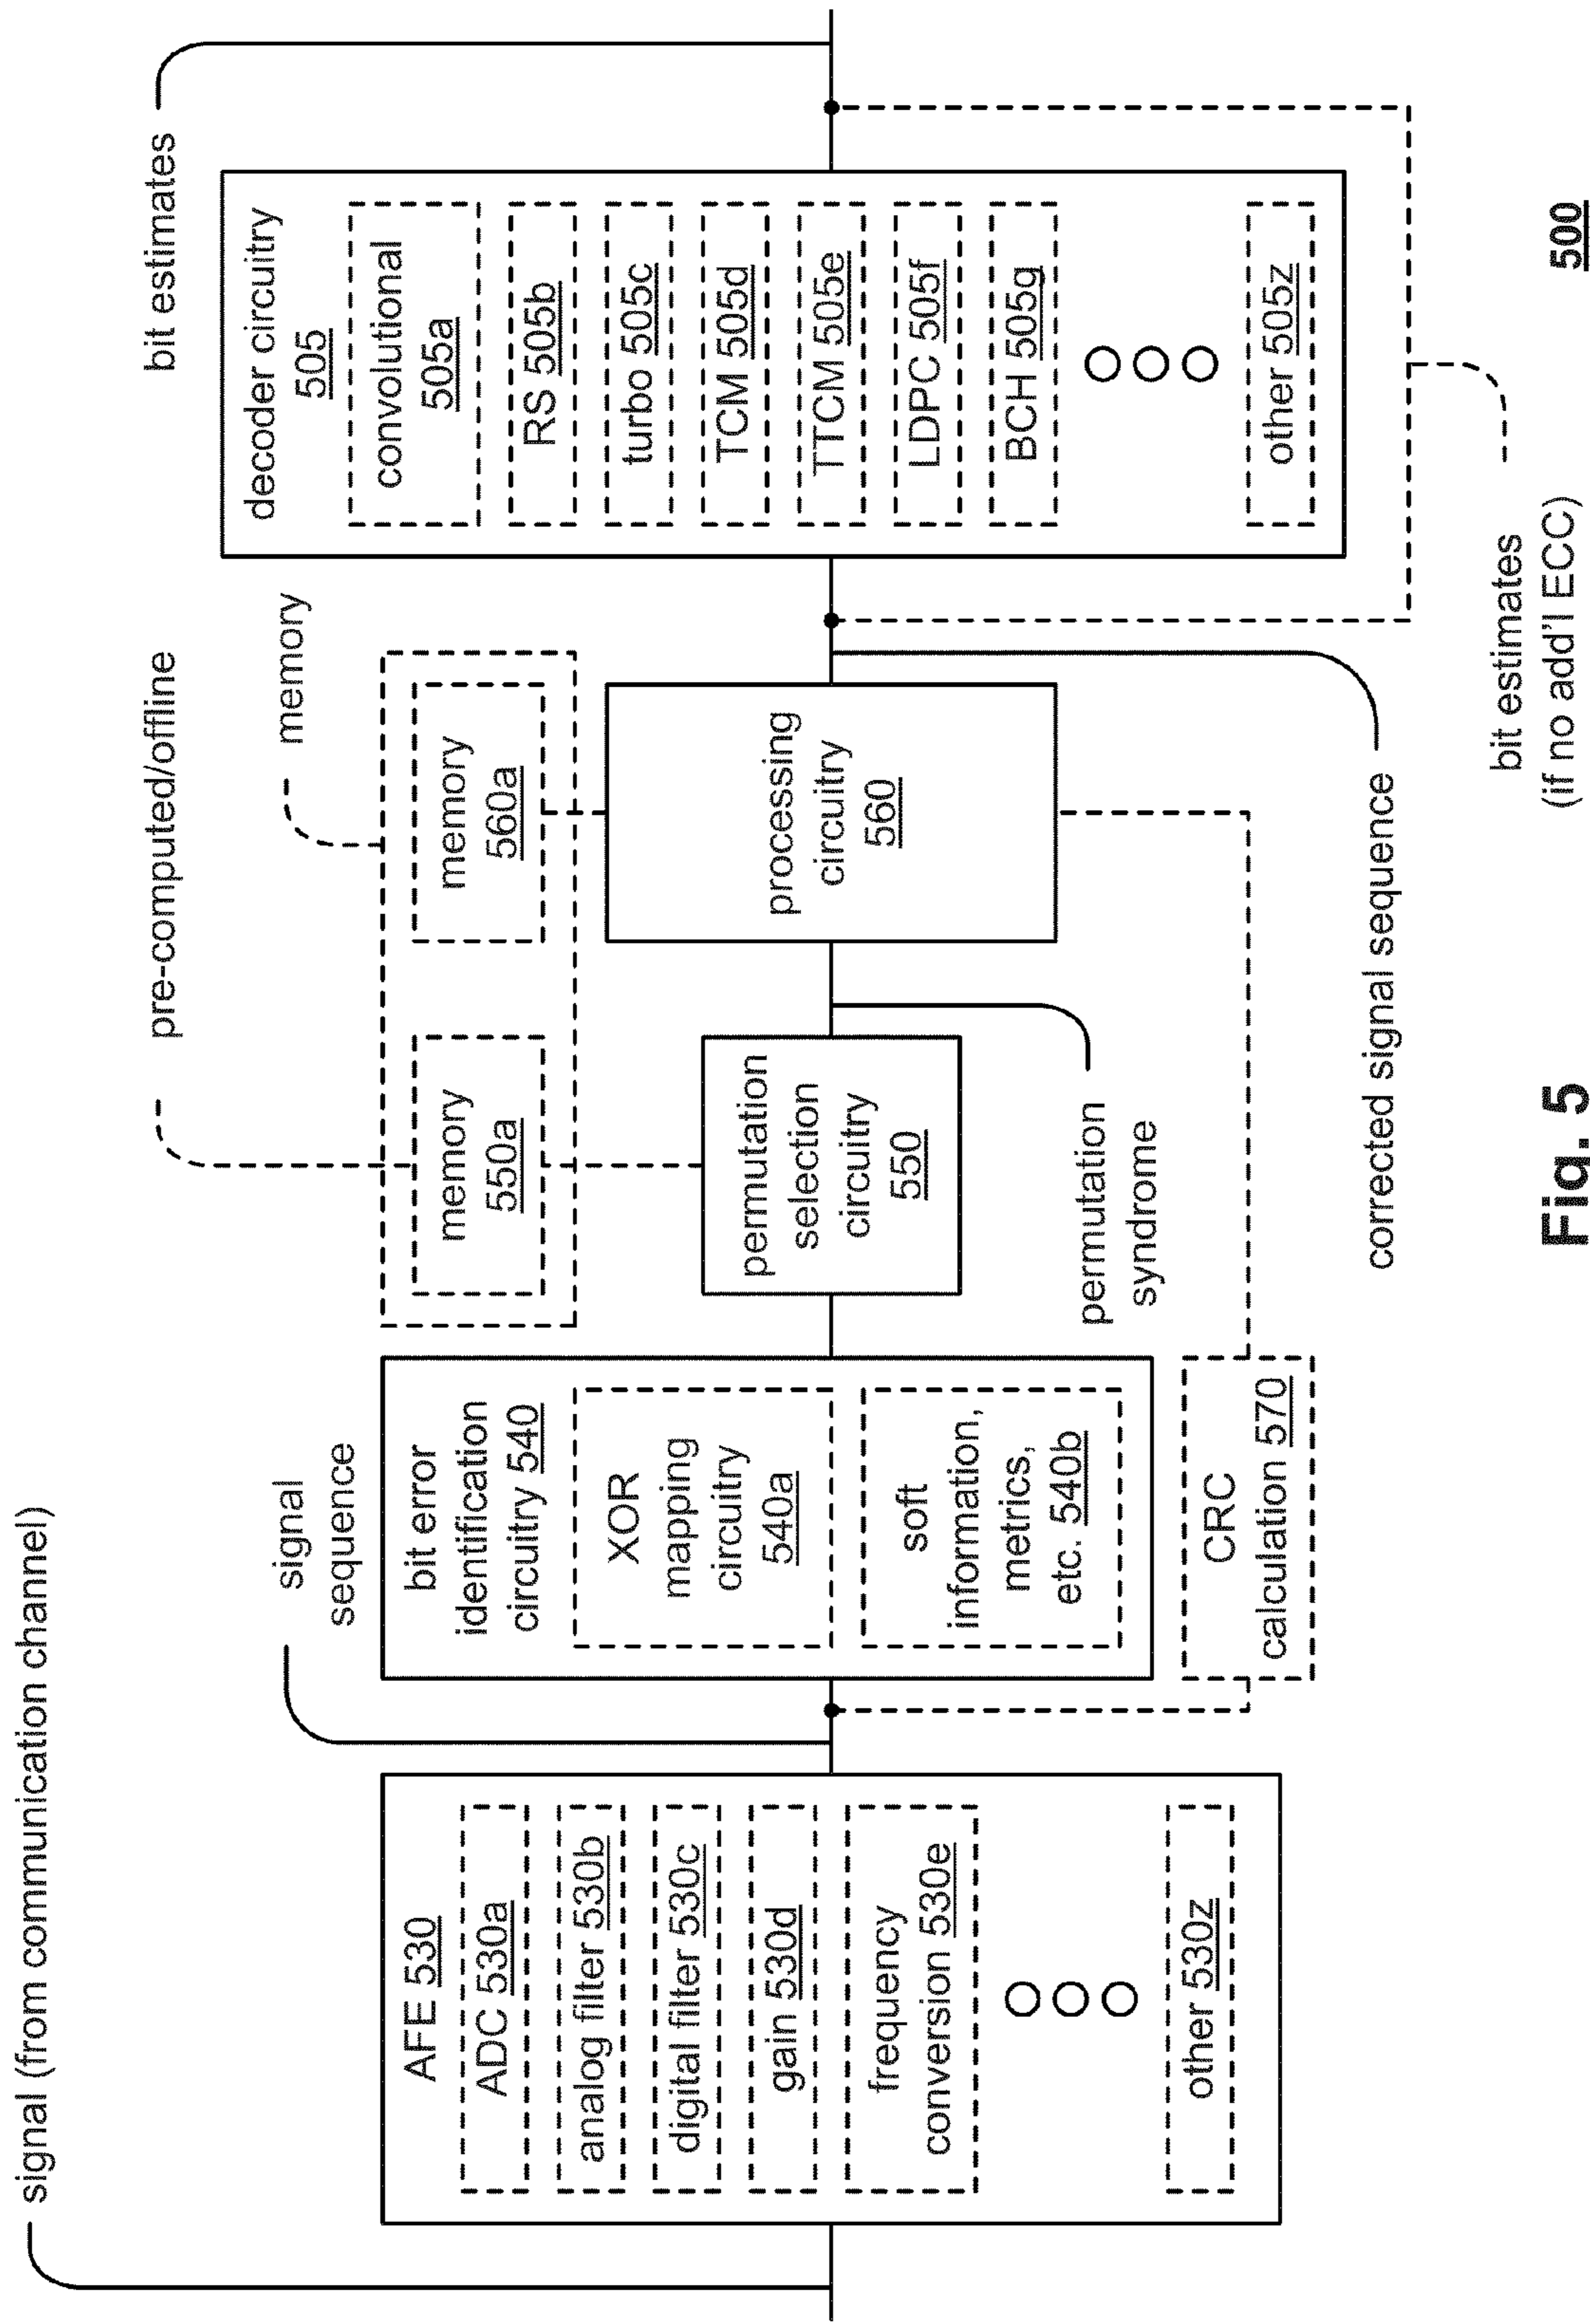 signal (from communication channel)
AFE 530
ADC 530a
analog filter 530b
digital filter 530c
gain 530d
frequency
conversion 530e
other 530z
signal
sequence
bit error
identification
circuitry 540
XOR
mapping
circuitry
540a
soft
information,
metrics,
etc. 540b
CRC
calculation 570
pre-computed/offline
memory
memory
550a
memory
560a
permutation
selection
circuitry
550
permutation
syndrome
processing
circuitry
560
corrected signal sequence
bit estimates
decoder circuitry
505
convolutional
505a
RS 505b
turbo 505c
TCM 505d
TTCM 505e
LDPC 505f
BCH 505g
other 505z
bit estimates
(if no add'l ECC)
Fig. 5
500